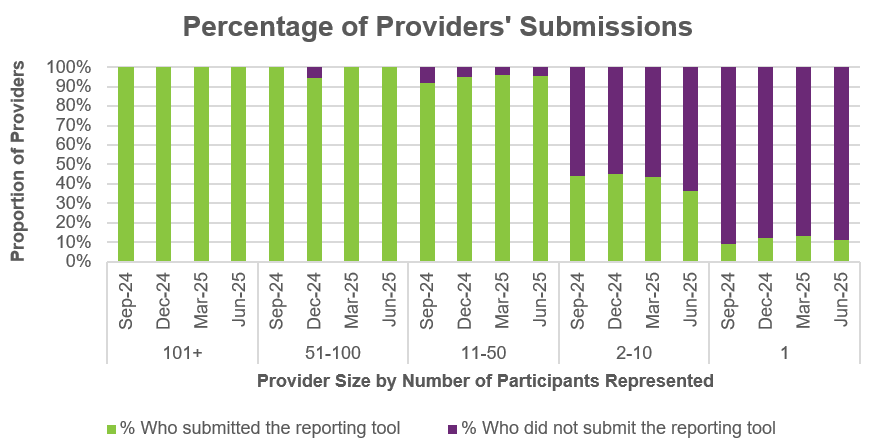 Percentage of Providers' Submissions
Proportion of Providers
100%
90%
80%
70%
60%
50%
40%
30%
20%
10%
0%
Sep-24 Dec-24 Mar-25 Jun-25 Sep-24 Dec-24 Mar-25 Jun-25 Sep-24 Dec-24 Mar-25 Jun-25 Sep-24 Dec-24 Mar-25 Jun-25 Sep-24 Dec-24 Mar-25 Jun-25
101+ 51-100 11-50 2-10 1
Provider Size by Number of Participants Represented
% Who submitted the reporting tool % Who did not submit the reporting tool